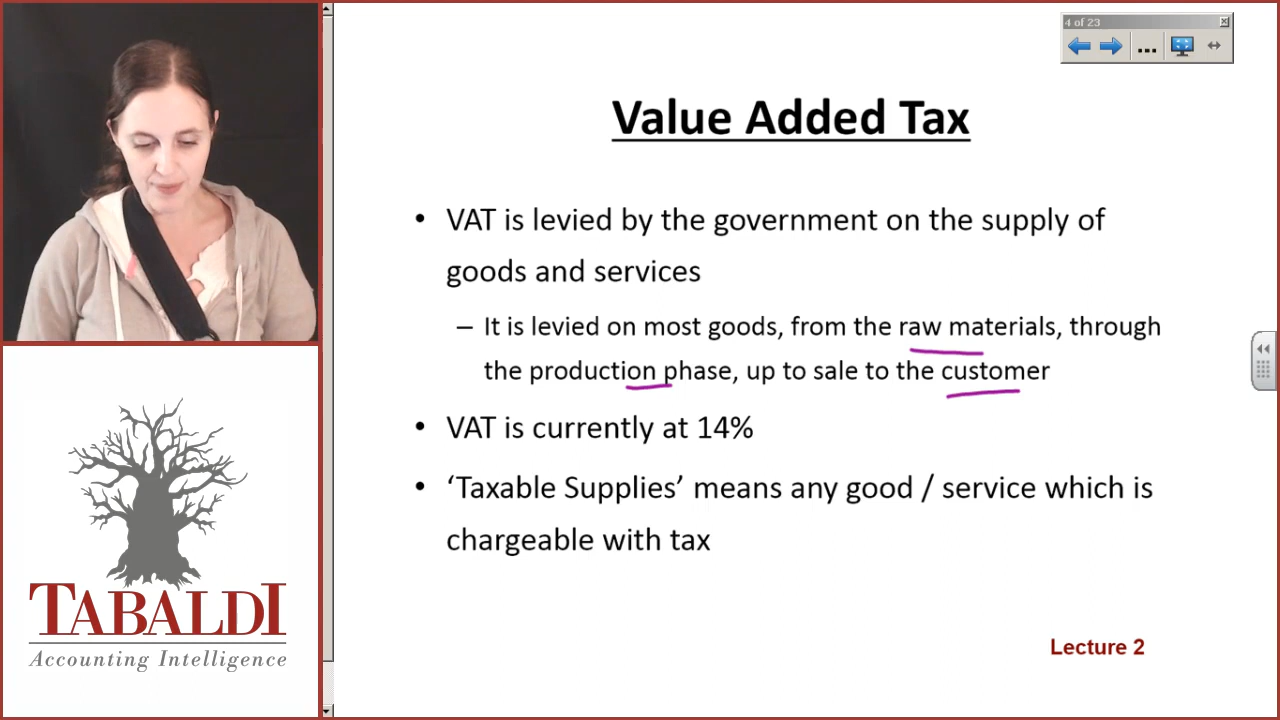 4 of 23
Value Added Tax
• VAT is levied by the government on the supply of
goods and services
– It is levied on most goods, from the raw materials, through
the production phase, up to sale to the customer
• VAT is currently at 14%
• ‘Taxable Supplies’ means any good / service which is
chargeable with tax
Lecture 2
TABALDI
Accounting Intelligence